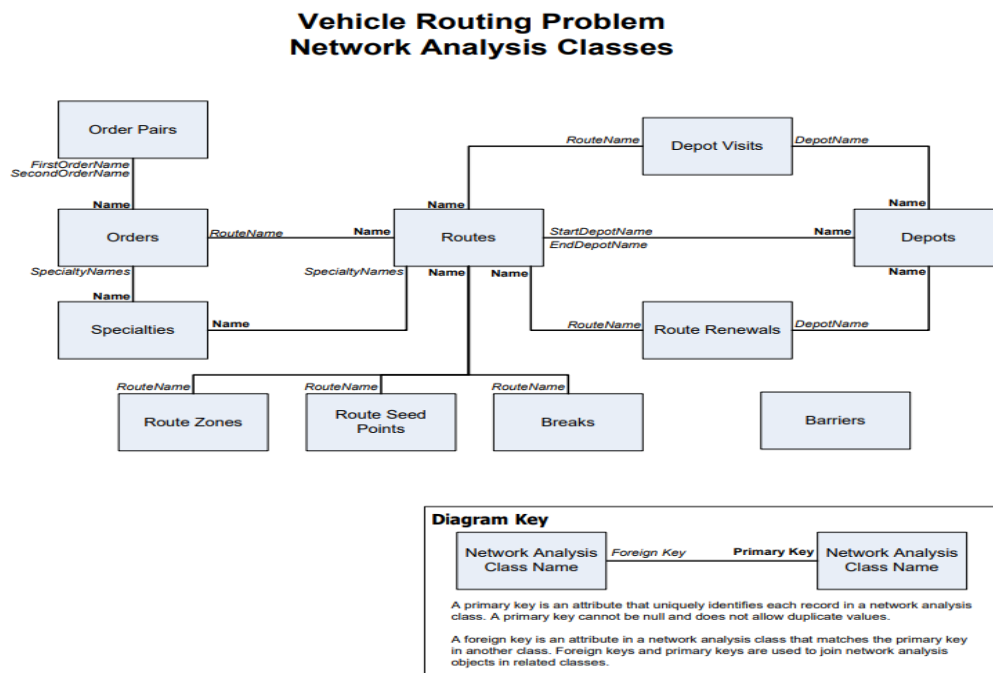 Vehicle Routing Problem
Network Analysis Classes
Order Pairs
FirstOrderName
SecondOrderName
Name
Orders
RouteName
Name
SpecialtyNames
Name
Specialties
Name
SpecialtyNames
Name
Routes
Name
Name
RouteName
Depot Visits
DepotName
StartDepotName
EndDepotName
Name
Name
Depots
Name
RouteName
Route Renewals
DepotName
RouteName
Route Zones
RouteName
Route Seed
Points
RouteName
Breaks
Barriers
Diagram Key
Network Analysis
Class Name
Foreign Key
Primary Key
Network Analysis
Class Name
A primary key is an attribute that uniquely identifies each record in a network analysis
class. A primary key cannot be null and does not allow duplicate values.
A foreign key is an attribute in a network analysis class that matches the primary key
in another class. Foreign keys and primary keys are used to join network analysis
objects in related classes.